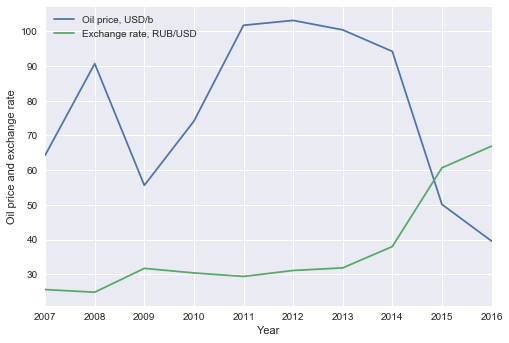 Oil price, USD/b
Exchange rate, RUB/USD
100
90
80
70
60
50
40
30
Oil price and exchange rate
2007 2008 2009 2010 2011 2012 2013 2014 2015 2016
Year